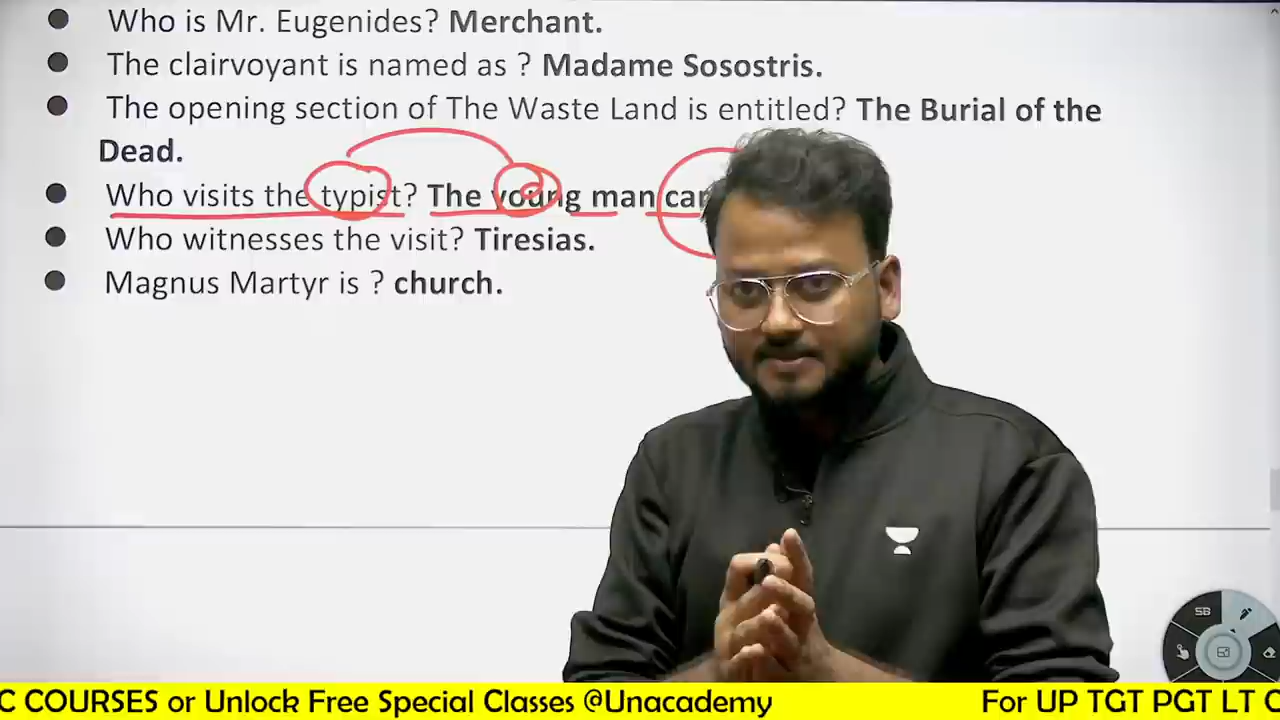 Who is Mr. Eugenides? Merchant.
The clairvoyant is named as ? Madame Sosostris.
The opening section of The Waste Land is entitled? The Burial of the
Dead.
Who visits the typist? The young man
Who witnesses the visit? Tiresias.
Magnus Martyr is ? church.
SB
C COURSES or Unlock Free Special Classes @Unacademy For UP TGT PGT LT